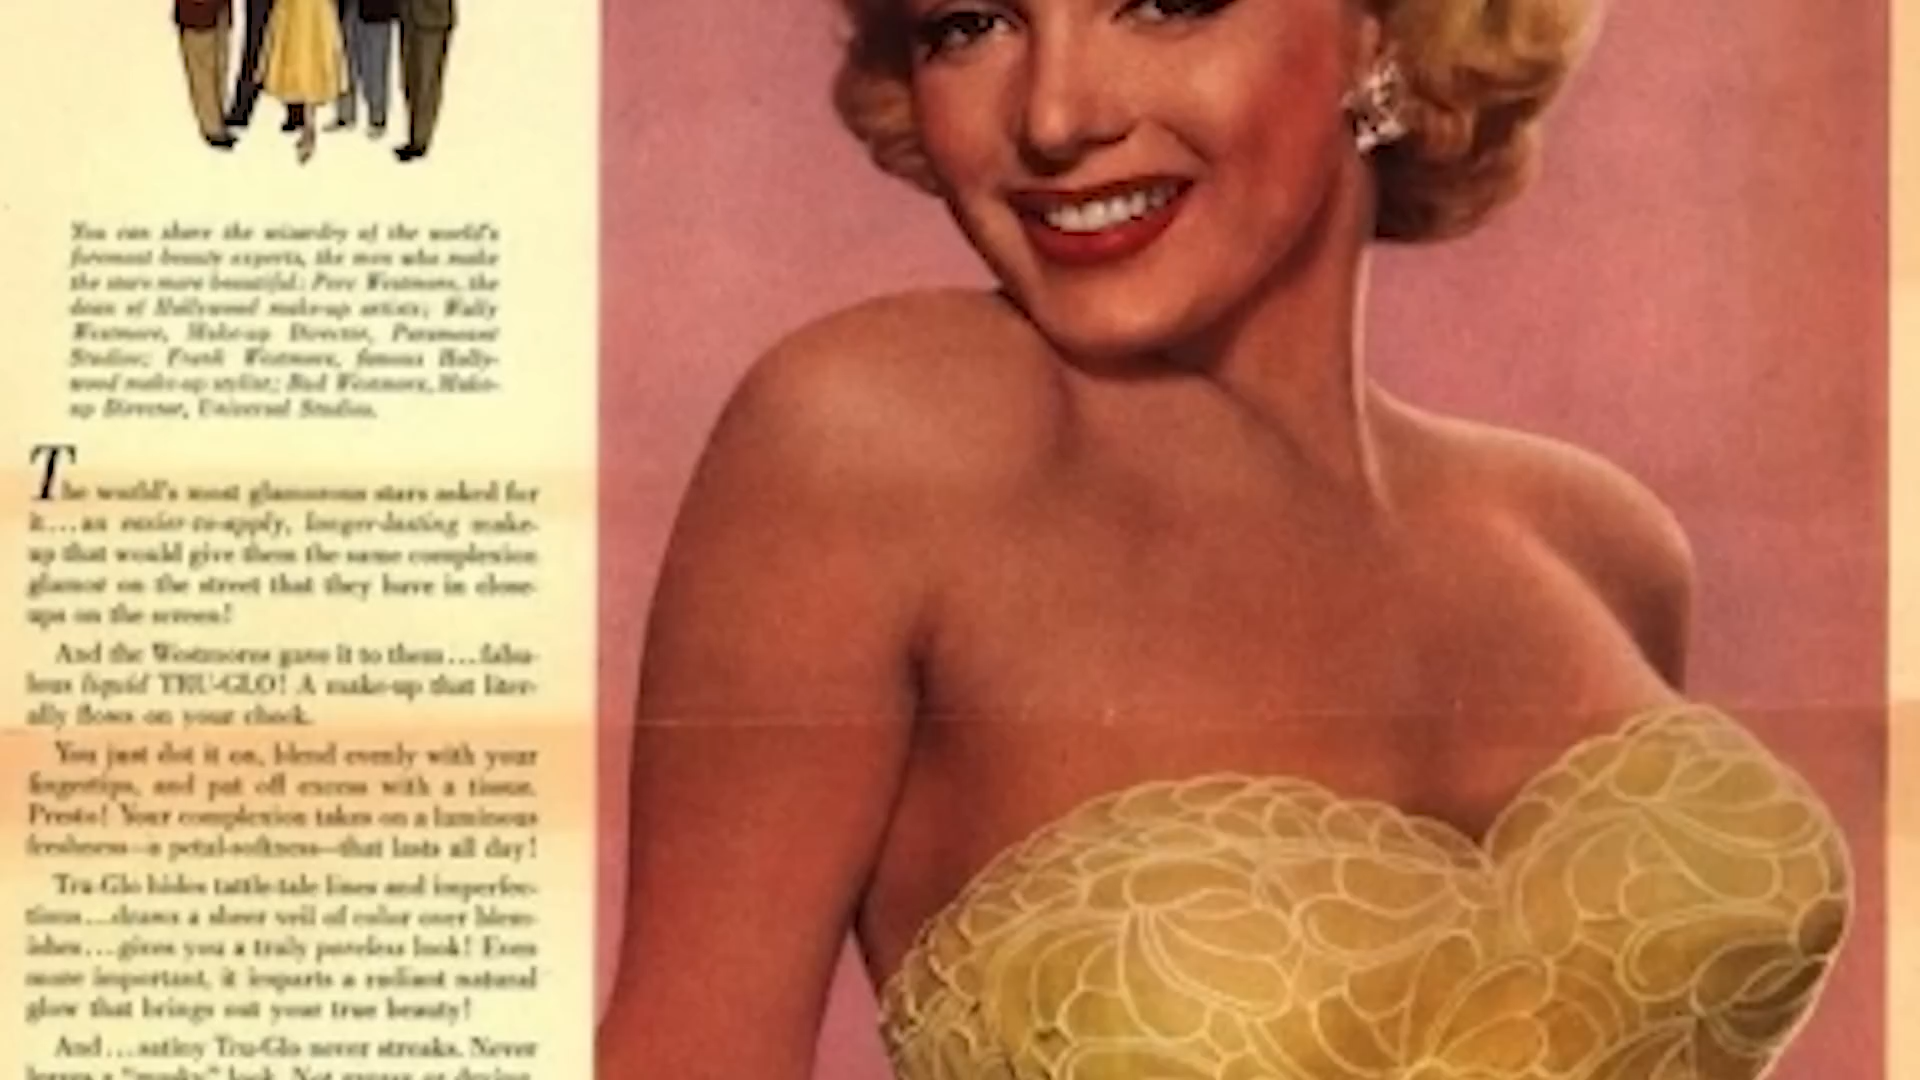 You can share the wizardry of the world's
foremost beauty experts, the men who make
the stars more beautiful: Perc Westmore, the
dean of Hollywood make-up artists; Wally
Westmore, Make-up Director, Paramount
Studios; Frank Westmore, famous Holly-
wood make-up stylist; Bud Westmore, Make-
up Director, Universal Studios.
The world's most glamorous stars asked for
it...an easier-to-apply, longer-lasting make-
up that would give them the same complexion
glamor on the street that they have in close-
ups on the screen!
And the Westmores gave it to them...fabu-
lous liquid TRU-GLO! A make-up that liter-
ally flows on your cheek.
You just dot it on, blend evenly with your
fingertips, and pat off excess with a tissue.
Presto! Your complexion takes on a luminous
freshness—a petal-softness—that lasts all day!
Tru-Glo hides tattle-tale lines and imperfec-
tions...draws a sheer veil of color over blem-
ishes...gives you a truly poreless look! Even
more important, it imparts a radiant natural
glow that brings out your true beauty!
And...satiny Tru-Glo never streaks. Never
leaves a "masky" look. Not greasy or drying.